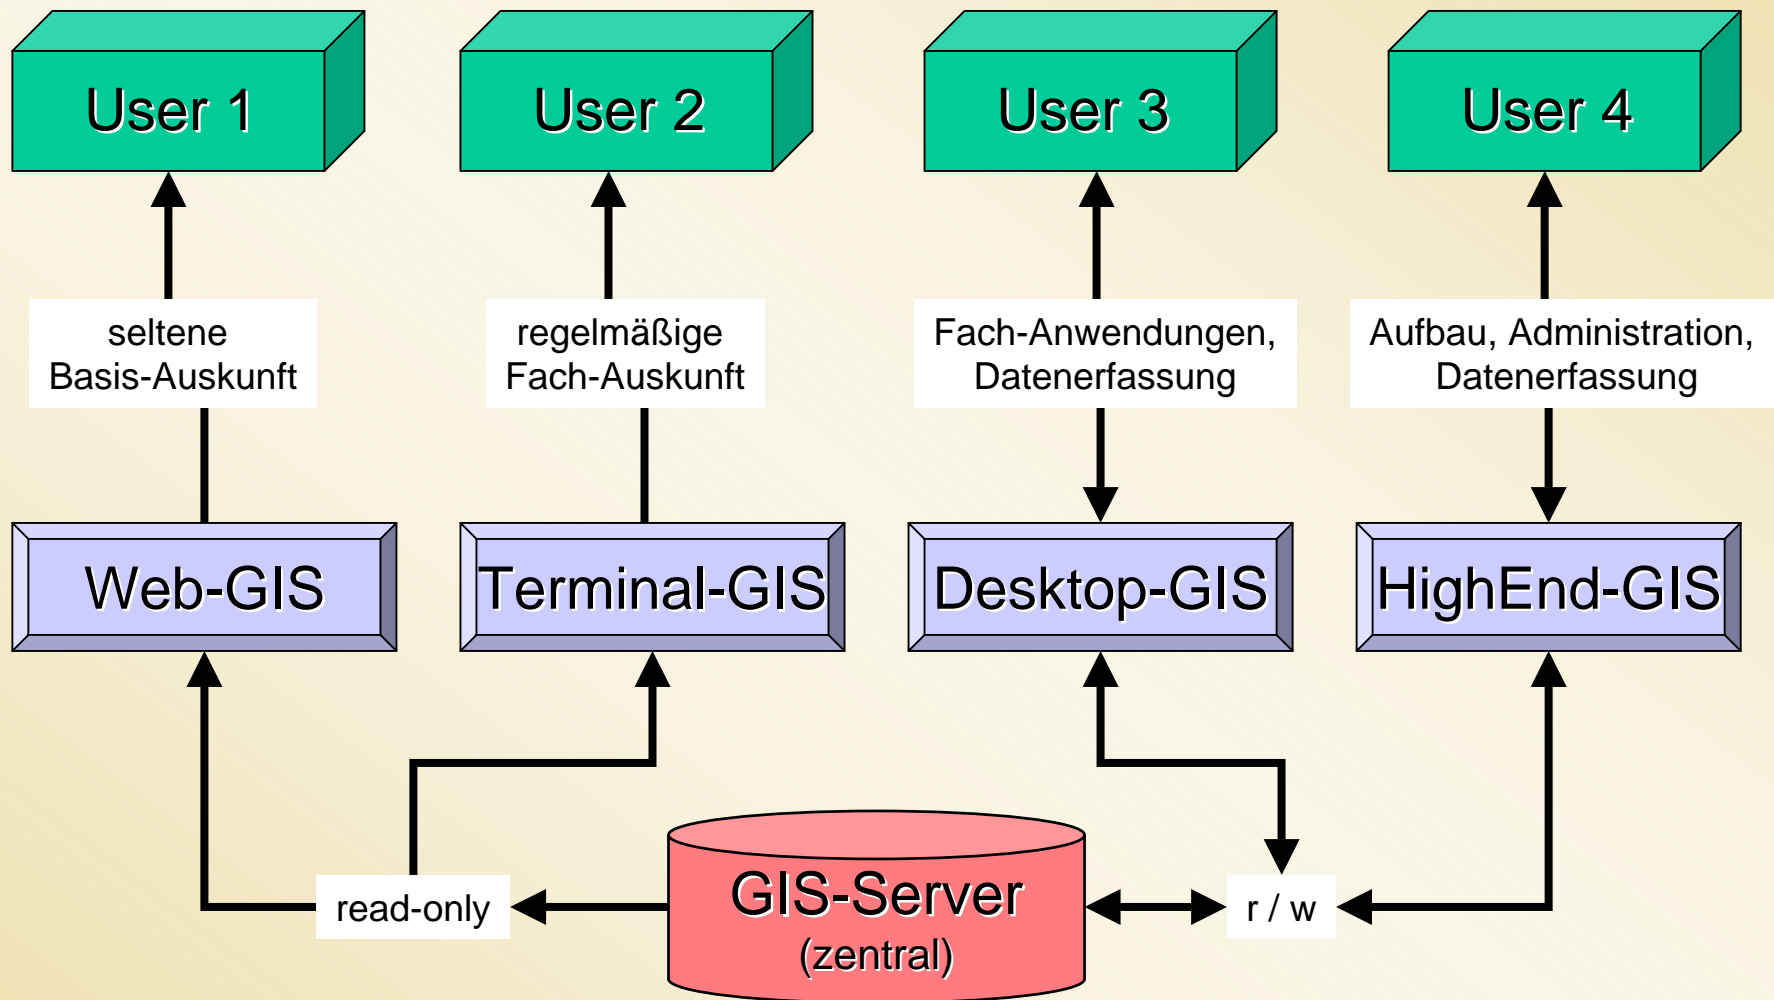 User 1
User 2
User 3
User 4
seltene
Basis-Auskunft
regelmäßige
Fach-Auskunft
Fach-Anwendungen,
Datenerfassung
Aufbau, Administration,
Datenerfassung
Web-GIS
Terminal-GIS
Desktop-GIS
HighEnd-GIS
read-only
GIS-Server
(zentral)
r / w